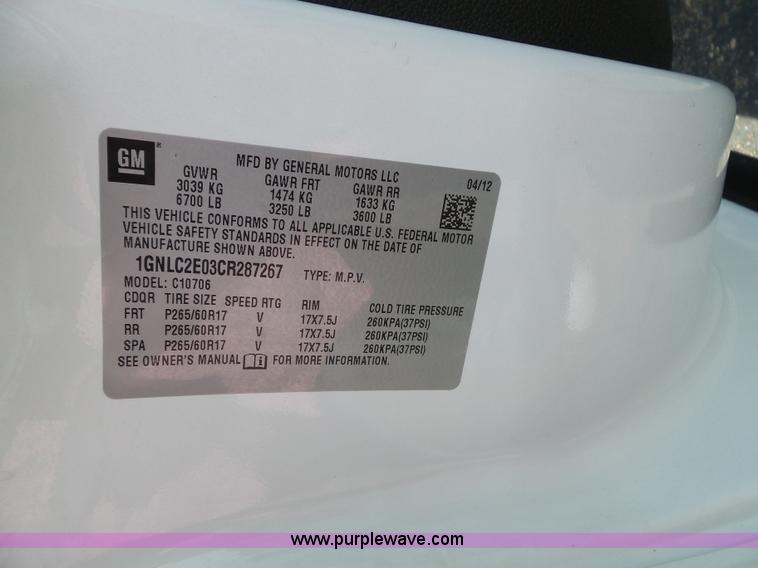 GM
MFD BY GENERAL MOTORS LLC
04/12
GVWR GAWR FRT GAWR RR
3039 KG 1474 KG 1633 KG
6700 LB 3250 LB 3600 LB
THIS VEHICLE CONFORMS TO ALL APPLICABLE U.S. FEDERAL MOTOR
VEHICLE SAFETY STANDARDS IN EFFECT ON THE DATE OF
MANUFACTURE SHOWN ABOVE.
1GNLC2E03CR287267 TYPE: M.P.V.
MODEL: C10706
CDQR TIRE SIZE SPEED RTG RIM COLD TIRE PRESSURE
FRT P265/60R17 V 17X7.5J 260KPA(37PSI)
RR P265/60R17 V 17X7.5J 260KPA(37PSI)
SPA P265/60R17 V 17X7.5J 260KPA(37PSI)
SEE OWNER'S MANUAL FOR MORE INFORMATION.
www.purplewave.com